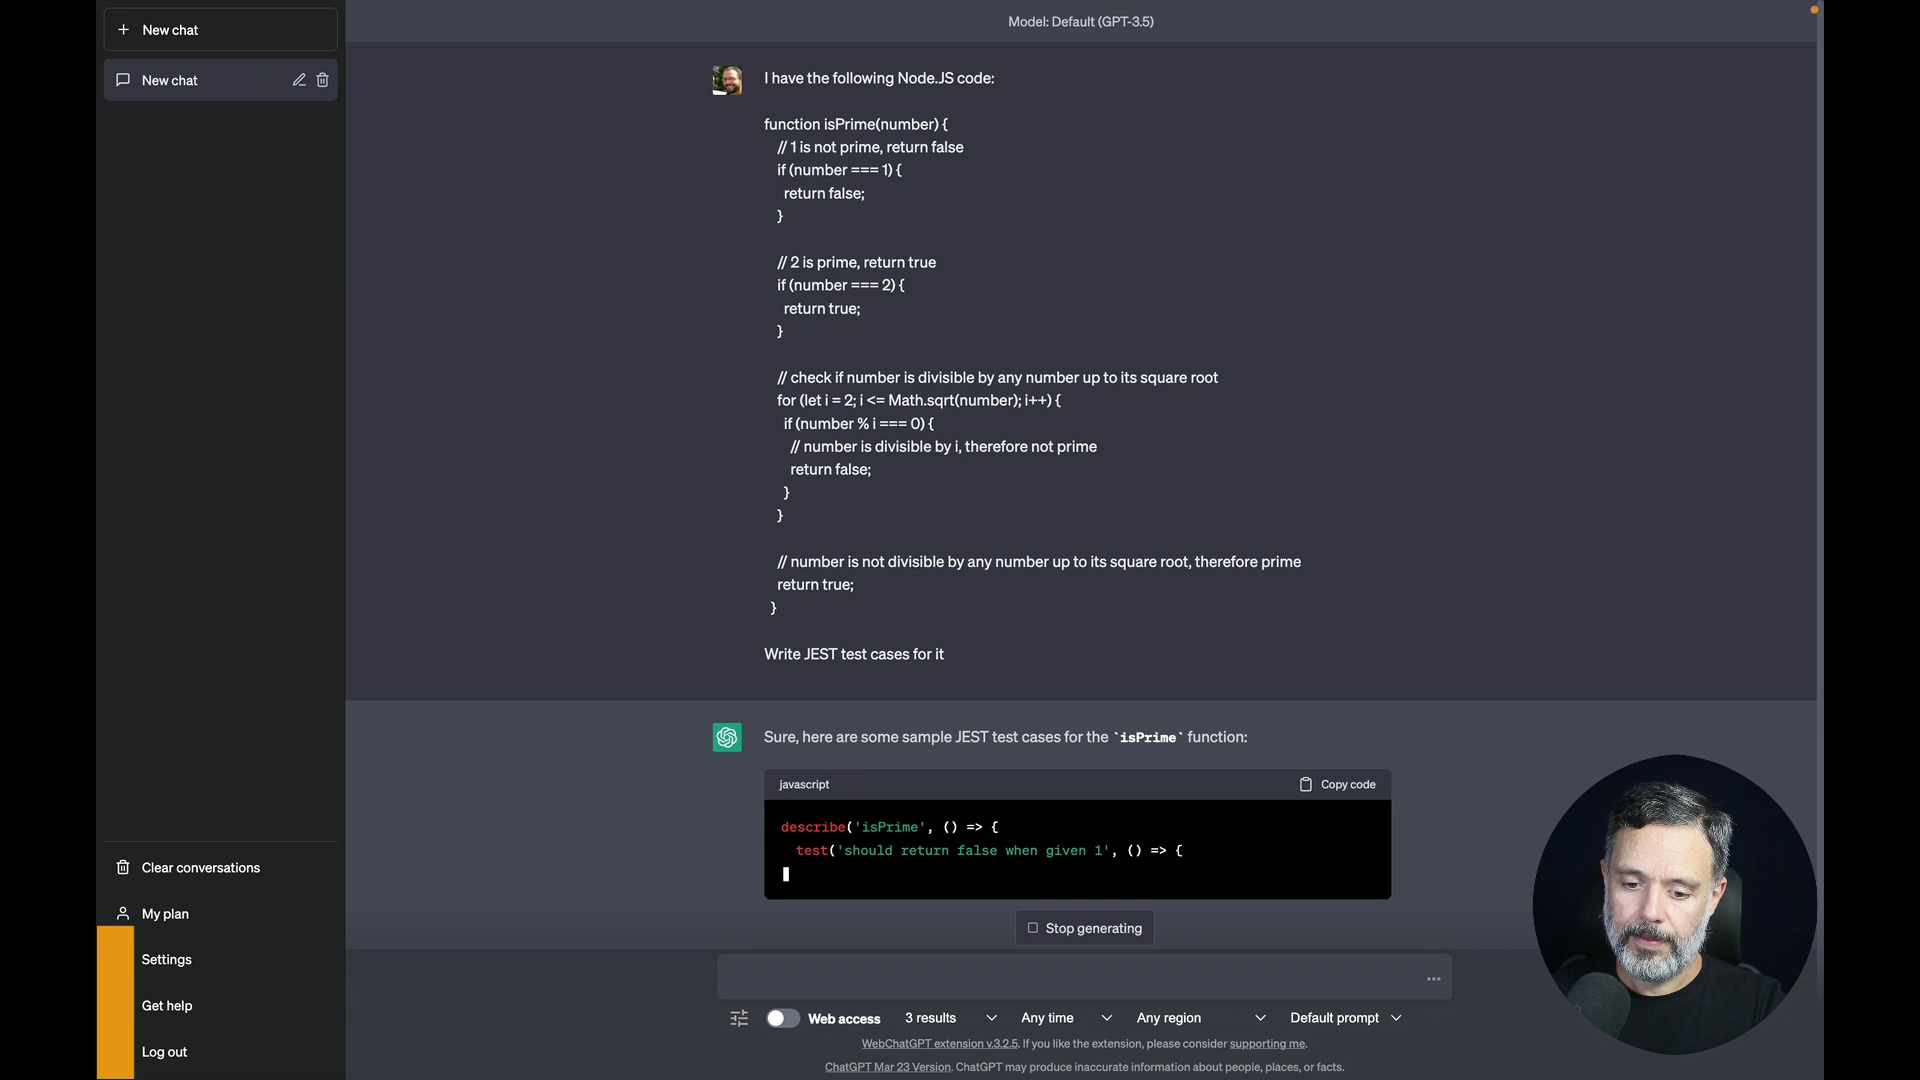 New chat
New chat
Clear conversations
My plan
Settings
Get help
Log out
Model: Default (GPT-3.5)
I have the following Node.JS code:
function isPrime(number) {
// 1 is not prime, return false
if (number === 1) {
return false;
}
// 2 is prime, return true
if (number === 2) {
return true;
}
// check if number is divisible by any number up to its square root
for (let i = 2; i <= Math.sqrt(number); i++) {
if (number % i === 0) {
// number is divisible by i, therefore not prime
return false;
}
}
// number is not divisible by any number up to its square root, therefore prime
return true;
}
Write JEST test cases for it
Sure, here are some sample JEST test cases for the `isPrime` function:
javascript Copy code
describe('isPrime', () => {
test('should return false when given 1', () => {
Stop generating
Web access 3 results Any time Any region Default prompt
WebChatGPT extension v.3.2.5. If you like the extension, please consider supporting me.
ChatGPT Mar 23 Version. ChatGPT may produce inaccurate information about people, places, or facts.